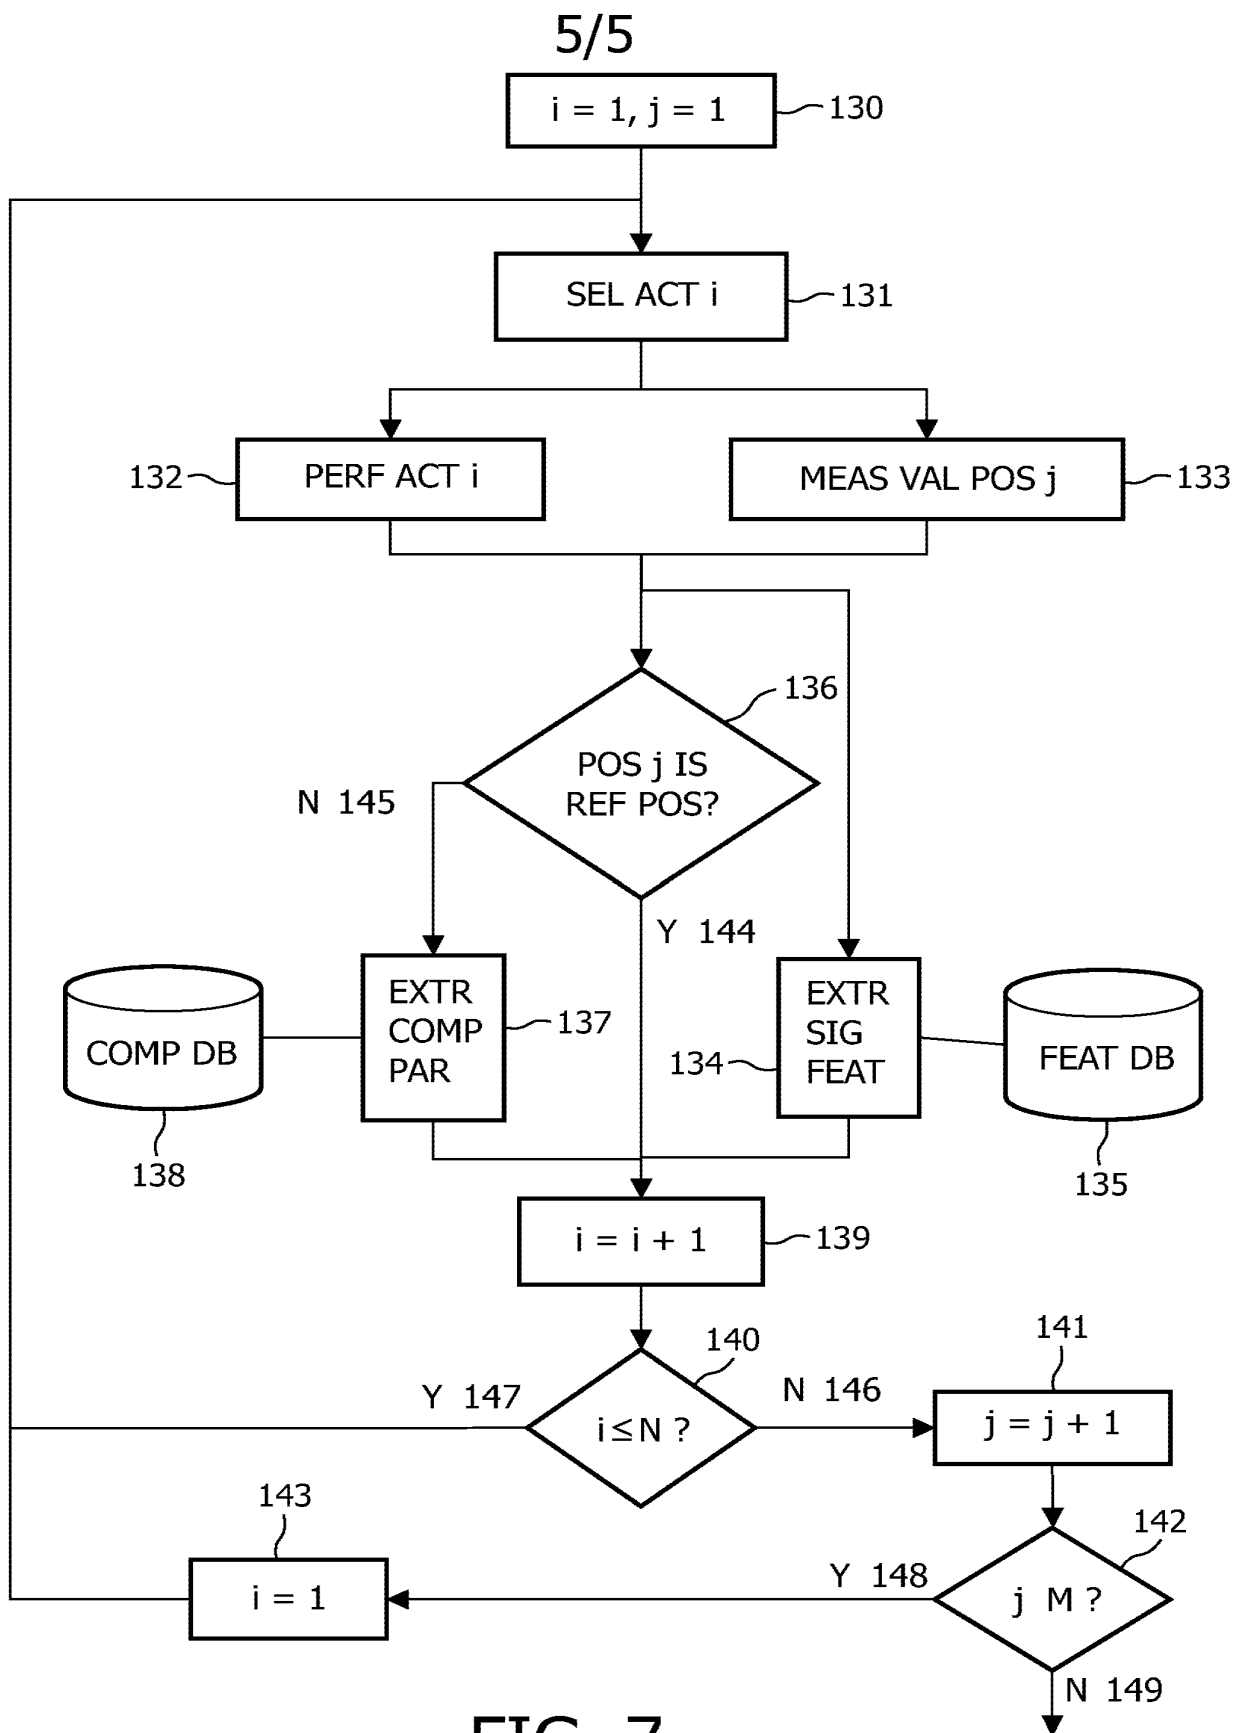 5/5
i = 1, j = 1
130
SEL ACT i
131
132
PERF ACT i
MEAS VAL POS j
133
136
POS j IS
REF POS?
N 145
Y 144
EXTR
COMP
PAR
137
COMP DB
138
EXTR
SIG
FEAT
134
FEAT DB
135
i = i + 1
139
140
i≤N ?
Y 147
N 146
141
j = j + 1
142
j M ?
Y 148
143
i = 1
N 149
FIG. 7